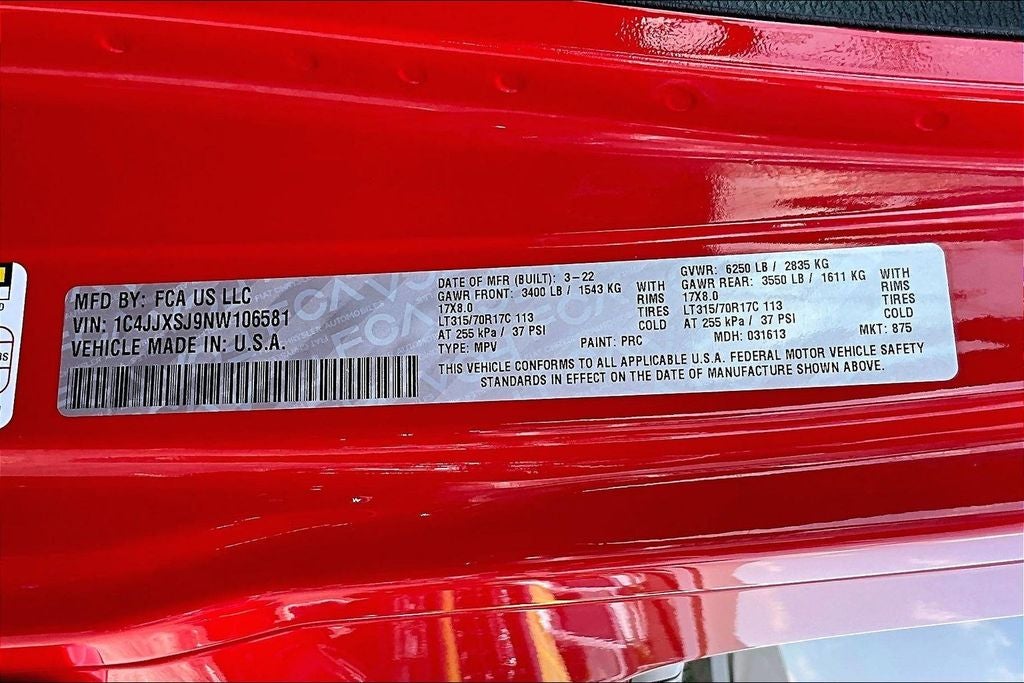 MFD BY: FCA US LLC
VIN: 1C4JJXSJ9NW106581
VEHICLE MADE IN: U.S.A.
DATE OF MFR (BUILT): 3-22
GAWR FRONT: 3400 LB / 1543 KG WITH
17X8.0 RIMS
LT315/70R17C 113 TIRES
AT 255 kPa / 37 PSI COLD
TYPE: MPV PAINT: PRC
GVWR: 6250 LB / 2835 KG
GAWR REAR: 3550 LB / 1611 KG WITH
17X8.0 RIMS
LT315/70R17C 113 TIRES
AT 255 kPa / 37 PSI COLD
MDH: 031613 MKT: 875
THIS VEHICLE CONFORMS TO ALL APPLICABLE U.S.A. FEDERAL MOTOR VEHICLE SAFETY
STANDARDS IN EFFECT ON THE DATE OF MANUFACTURE SHOWN ABOVE.